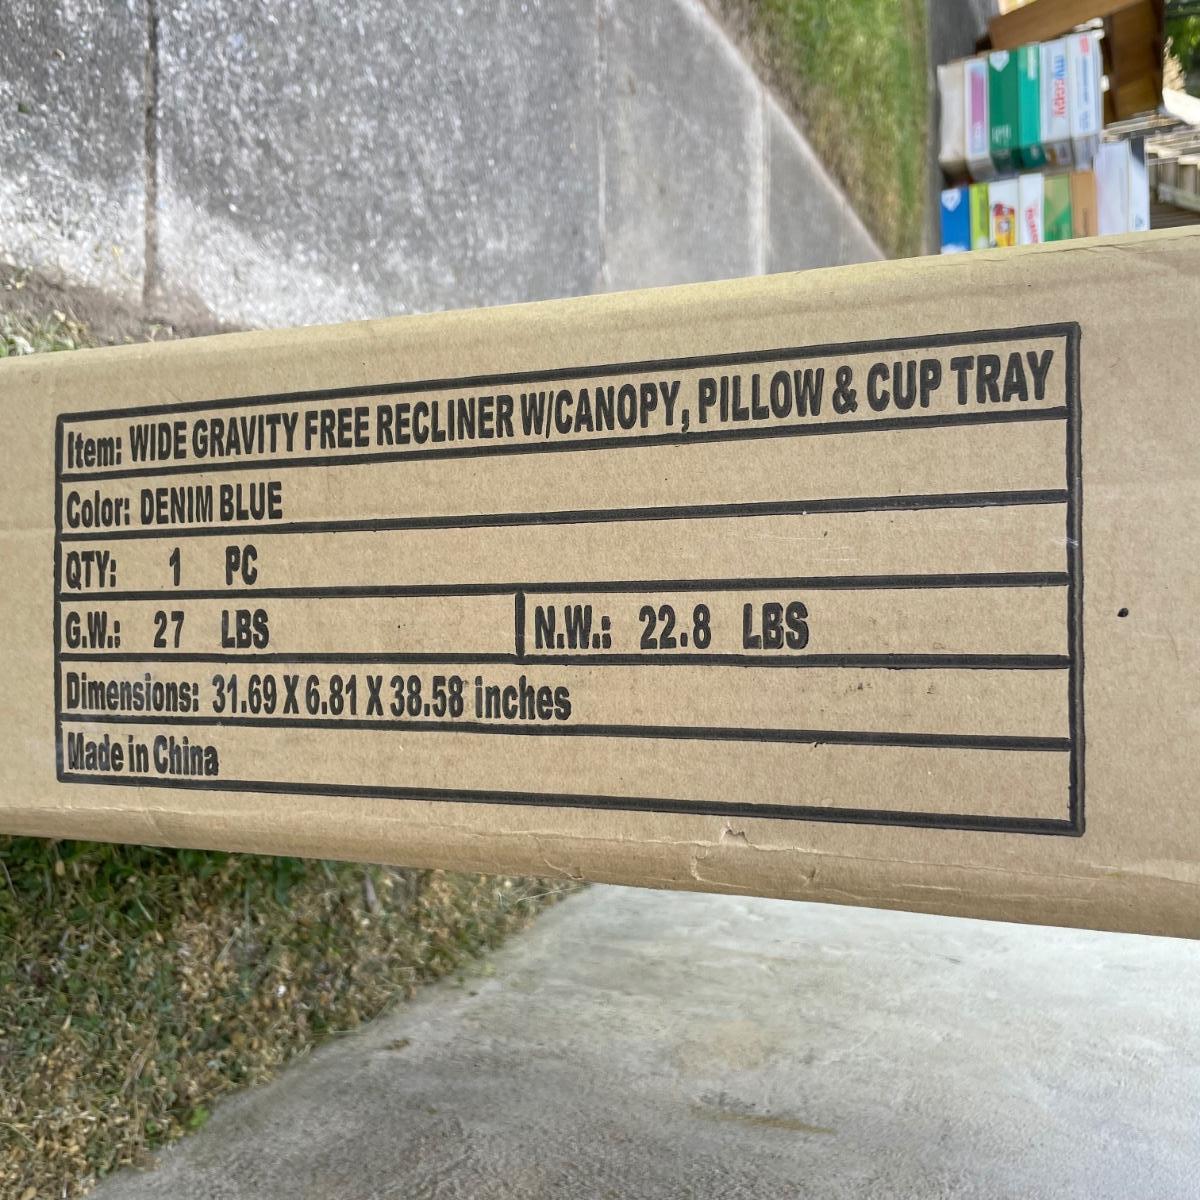 Item: WIDE GRAVITY FREE RECLINER W/CANOPY, PILLOW & CUP TRAY
Color: DENIM BLUE
QTY: 1 PC
G.W.: 27 LBS N.W.: 22.8 LBS
Dimensions: 31.69 X 6.81 X 38.58 inches
Made in China